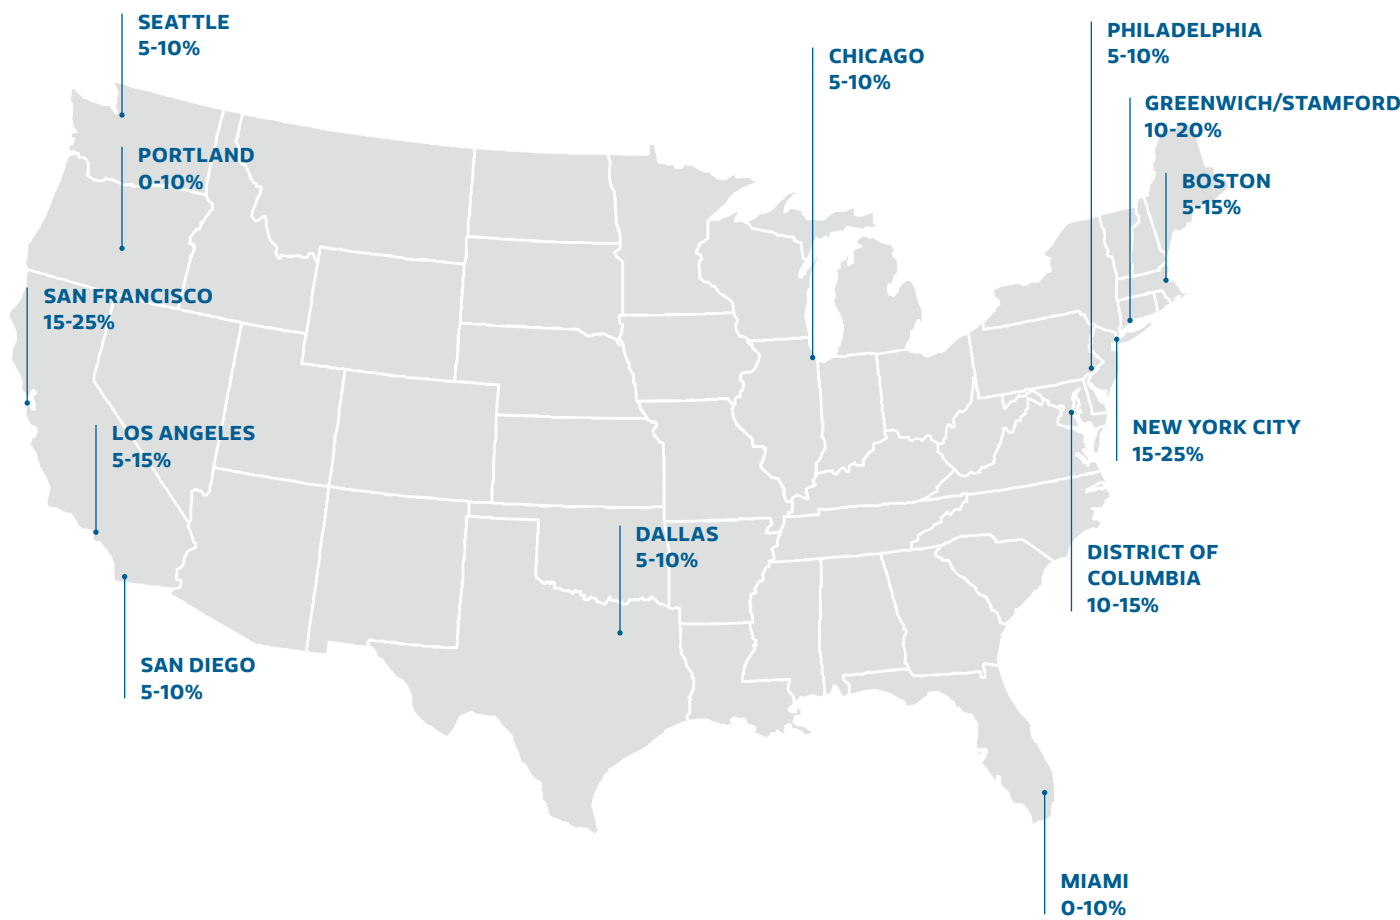 SEATTLE
5-10%
PORTLAND
0-10%
SAN FRANCISCO
15-25%
LOS ANGELES
5-15%
SAN DIEGO
5-10%
CHICAGO
5-10%
DALLAS
5-10%
PHILADELPHIA
5-10%
GREENWICH/STAMFORD
10-20%
BOSTON
5-15%
NEW YORK CITY
15-25%
DISTRICT OF
COLUMBIA
10-15%
MIAMI
0-10%